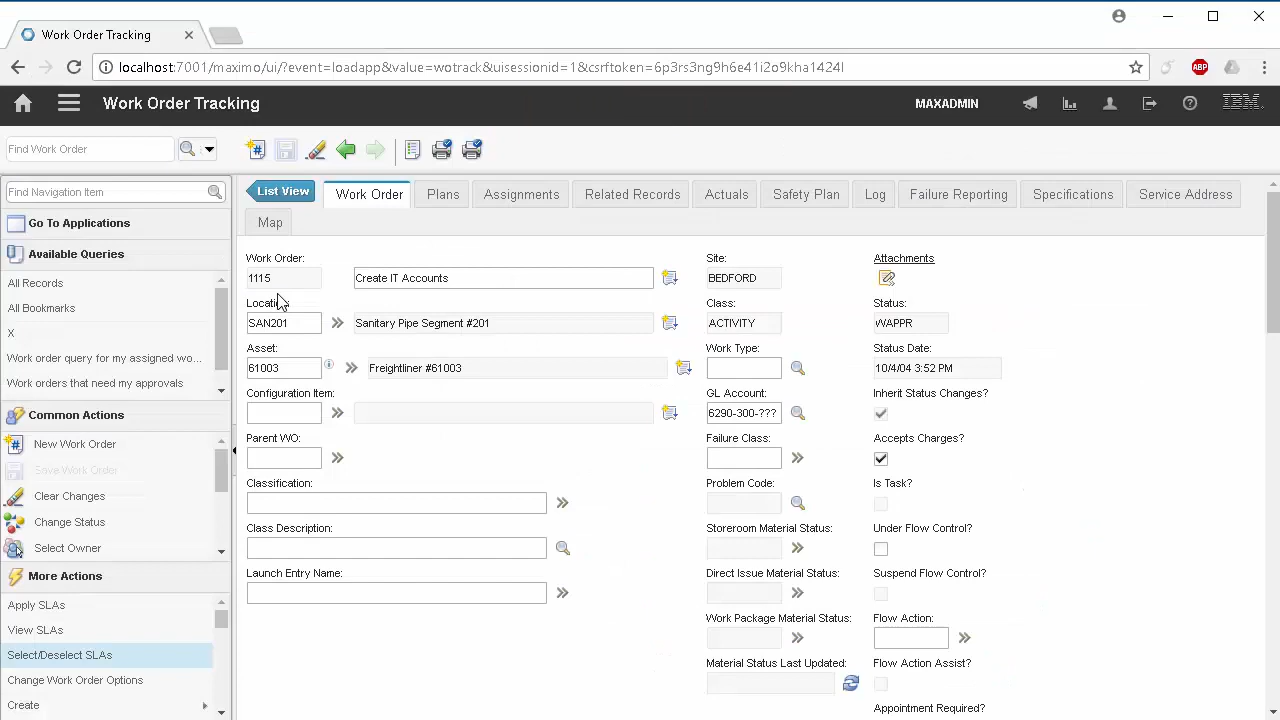 Work Order Tracking
localhost:7001/maximo/ui/?event=loadapp&value=wotrack&uisessionid=1&csrftoken=6p3rs3ng9h6e41i2o9kha1424l
ABP
Work Order Tracking
MAXADMIN
IBM
Find Work Order
Find Navigation Item
Go To Applications
Available Queries
All Records
All Bookmarks
X
Work order query for my assigned wo...
Work orders that need my approvals
Common Actions
New Work Order
Save Work Order
Clear Changes
Change Status
Select Owner
More Actions
Apply SLAs
View SLAs
Select/Deselect SLAs
Change Work Order Options
Create
List View
Work Order
Plans
Assignments
Related Records
Actuals
Safety Plan
Log
Failure Reporting
Specifications
Service Address
Map
Work Order:
1115
Create IT Accounts
Location:
SAN201
Sanitary Pipe Segment #201
Asset:
61003
Freightliner #61003
Configuration Item:
Parent WO:
Classification:
Class Description:
Launch Entry Name:
Site:
BEDFORD
Class:
ACTIVITY
Work Type:
GL Account:
6290-300-???
Failure Class:
Problem Code:
Storeroom Material Status:
Direct Issue Material Status:
Work Package Material Status:
Material Status Last Updated:
Attachments
Status:
WAPPR
Status Date:
10/4/04 3:52 PM
Inherit Status Changes?
Accepts Charges?
Is Task?
Under Flow Control?
Suspend Flow Control?
Flow Action:
Flow Action Assist?
Appointment Required?